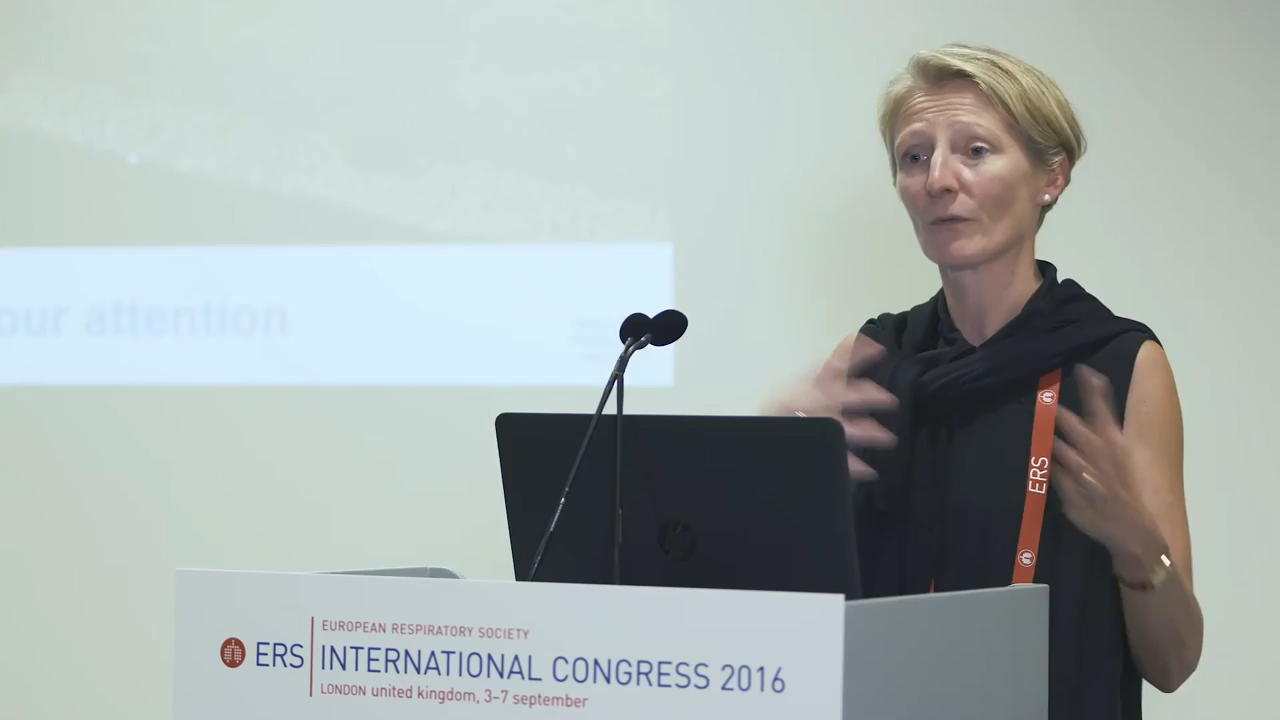 our attention
ERS
EUROPEAN RESPIRATORY SOCIETY
ERS INTERNATIONAL CONGRESS 2016
LONDON united kingdom, 3–7 september